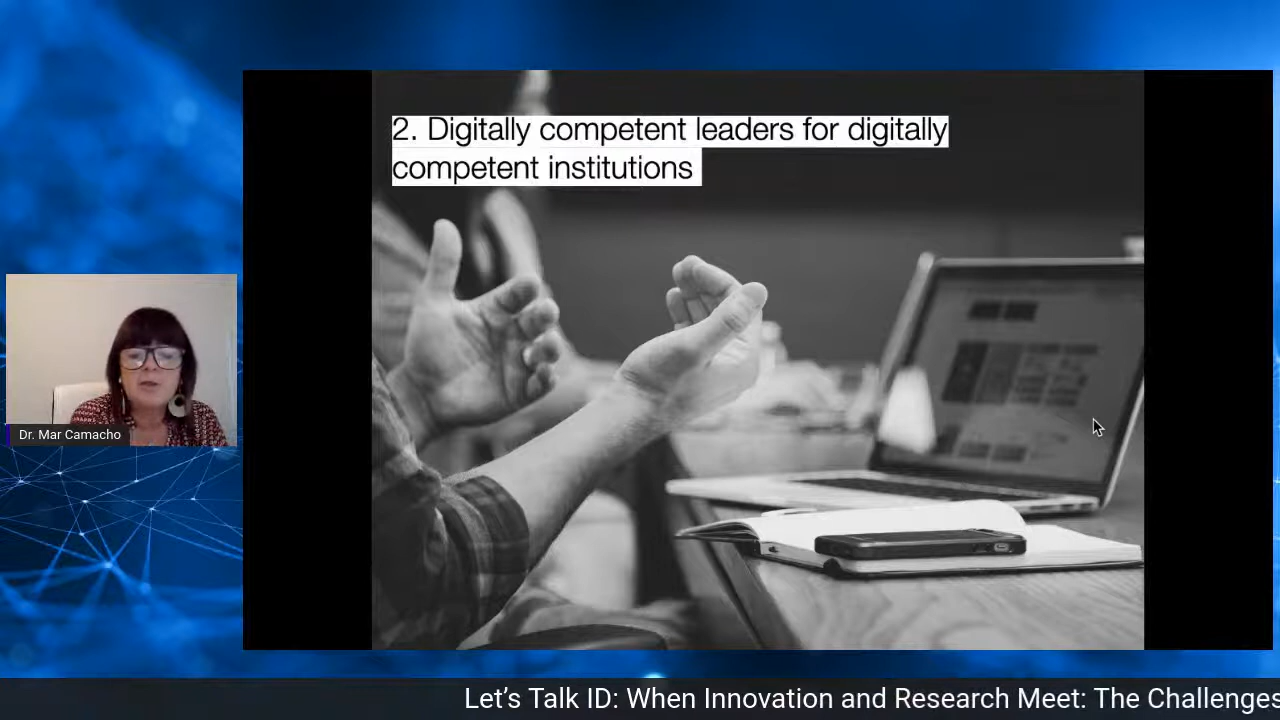 2. Digitally competent leaders for digitally
competent institutions
Dr. Mar Camacho
Let’s Talk ID: When Innovation and Research Meet: The Challenges